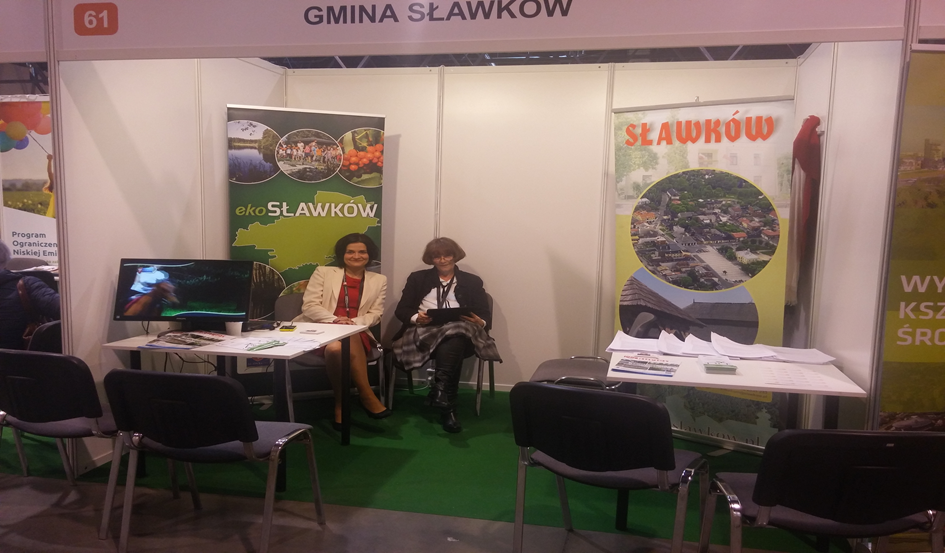 61
GMINA SŁAWKÓW
SŁAWKÓW
ekoSŁAWKÓW
Program
Ograniczen
Niskiej Emi
WY
KSZ
ŚRO